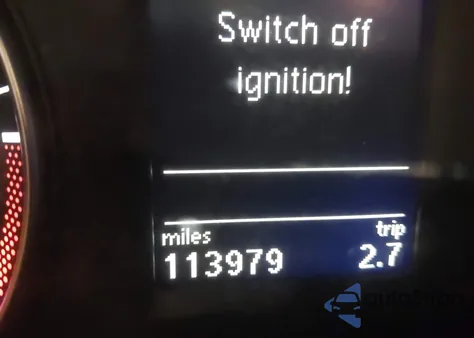 Switch off
ignition!
miles trip
113979 2.7